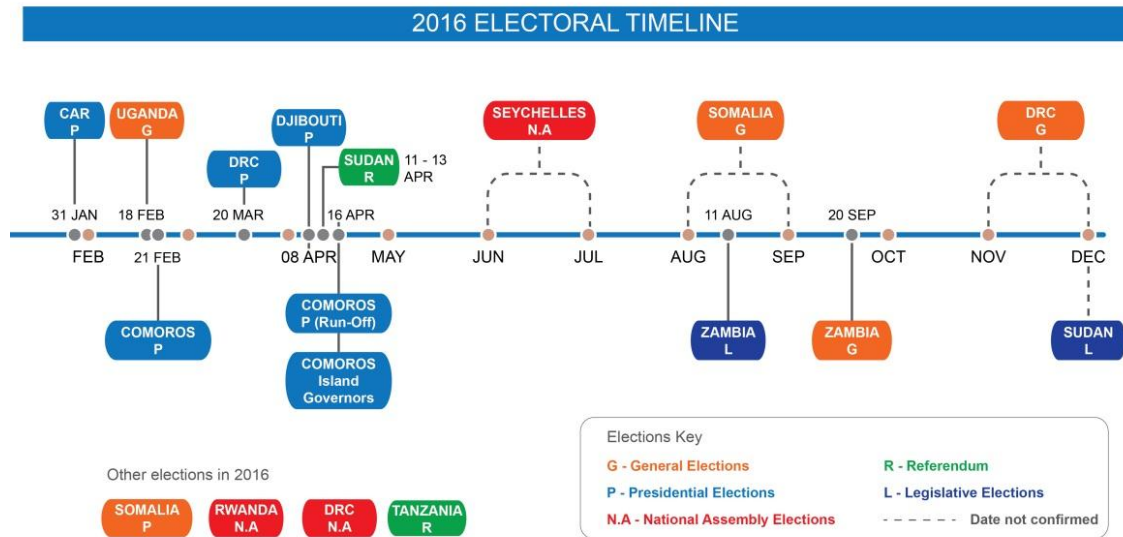 2016 ELECTORAL TIMELINE
CAR
P
UGANDA
G
DRC
P
DJIBOUTI
P
SUDAN
R
11 - 13
APR
SEYCHELLES
N.A
SOMALIA
G
DRC
G
31 JAN
18 FEB
20 MAR
16 APR
11 AUG
20 SEP
FEB
21 FEB
08 APR
MAY
JUN
JUL
AUG
SEP
OCT
NOV
DEC
COMOROS
P
COMOROS
P (Run-Off)
COMOROS
Island
Governors
ZAMBIA
L
ZAMBIA
G
SUDAN
L
Other elections in 2016
SOMALIA
P
RWANDA
N.A
DRC
N.A
TANZANIA
R
Elections Key
G - General Elections
R - Referendum
P - Presidential Elections
L - Legislative Elections
N.A - National Assembly Elections
Date not confirmed